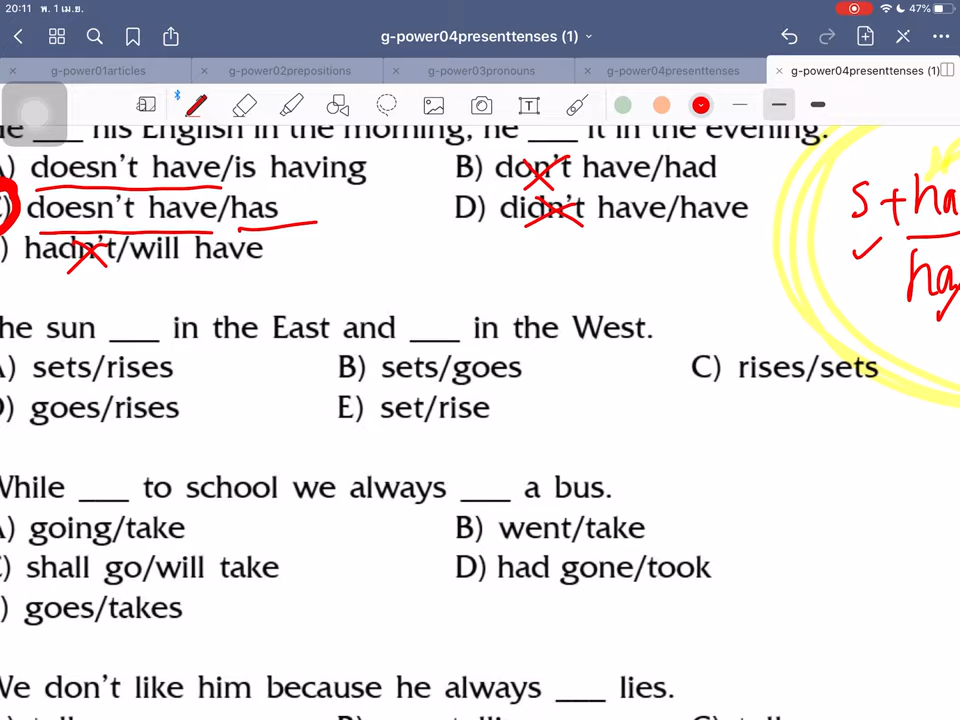 20:11 พ. 1 เม.ย. 47%
g-power04presenttenses (1)
g-power01articles g-power02prepositions g-power03pronouns g-power04presenttenses g-power04presenttenses (1)
___ his English in the morning, he ___ it in the evening.
) doesn't have/is having B) don't have/had
) doesn't have/has D) didn't have/have
) hadn't/will have
s + ha
ha
he sun ___ in the East and ___ in the West.
) sets/rises B) sets/goes C) rises/sets
) goes/rises E) set/rise
While ___ to school we always ___ a bus.
) going/take B) went/take
) shall go/will take D) had gone/took
) goes/takes
We don't like him because he always ___ lies.